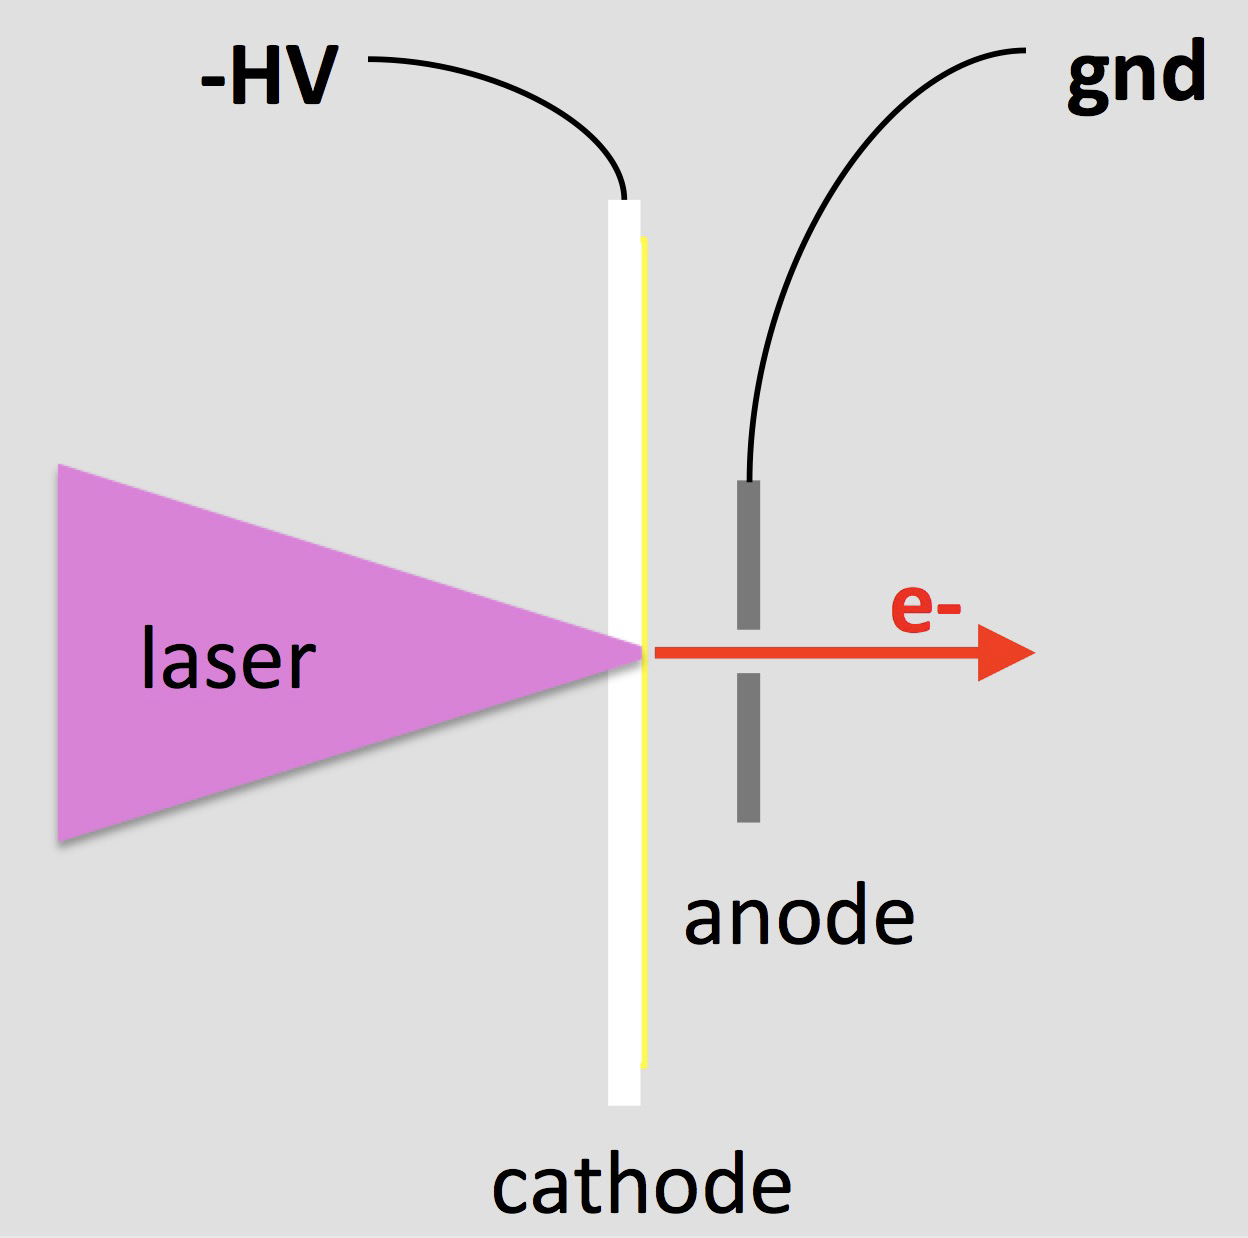 -HV
gnd
e-
laser
anode
cathode